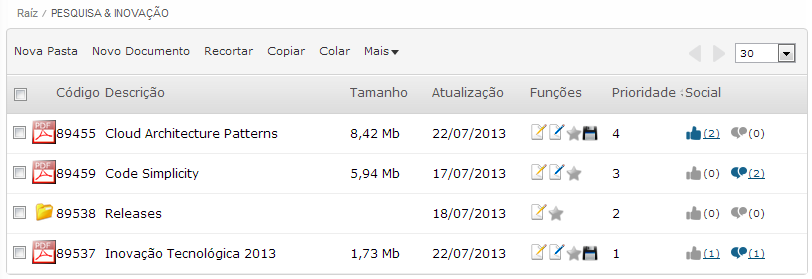 Raíz / PESQUISA & INOVAÇÃO
Nova Pasta Novo Documento Recortar Copiar Colar Mais 30
Código Descrição Tamanho Atualização Funções Prioridade : Social
PDF 89455 Cloud Architecture Patterns 8,42 Mb 22/07/2013 4 (2) (0)
PDF 89459 Code Simplicity 5,94 Mb 17/07/2013 3 (0) (2)
89538 Releases 18/07/2013 2 (0) (0)
PDF 89537 Inovação Tecnológica 2013 1,73 Mb 22/07/2013 1 (1) (1)